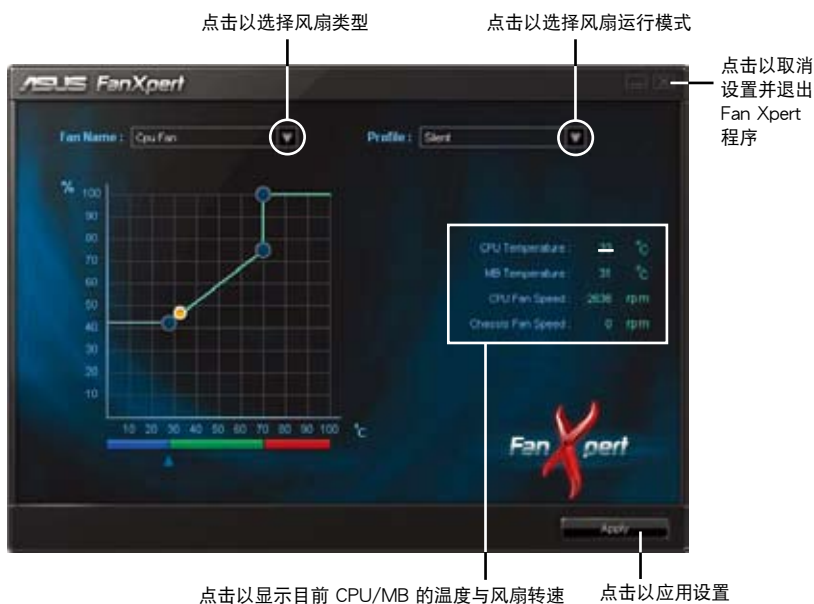 点击以选择风扇类型
点击以选择风扇运行模式
点击以取消
设置并退出
Fan Xpert
程序
ASUS FanXpert
Fan Name : Cpu Fan
Profile : Silent
%
100
90
80
70
60
50
40
30
20
10
10 20 30 40 50 60 70 80 90 100 °C
CPU Temperature : °C
MB Temperature : 31 °C
CPU Fan Speed : 2636 rpm
Chassis Fan Speed : 0 rpm
Fan Xpert
Apply
点击以显示目前 CPU/MB 的温度与风扇转速
点击以应用设置